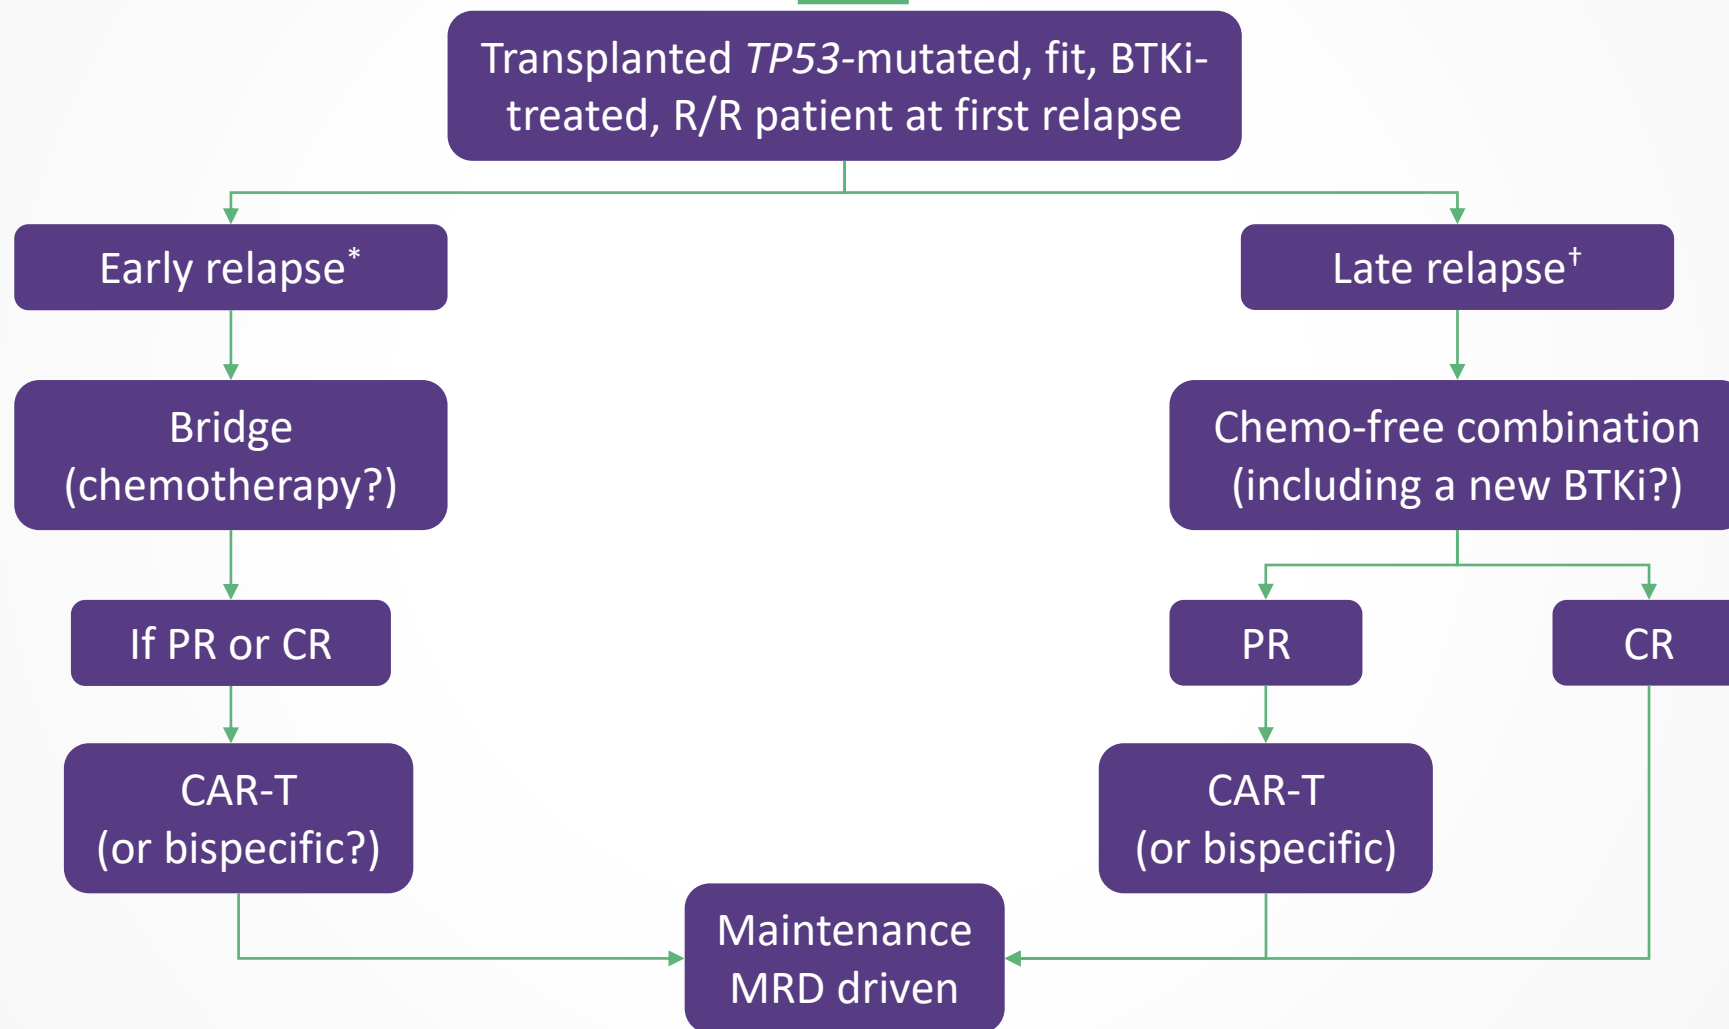 Transplanted TP53-mutated, fit, BTKi-
treated, R/R patient at first relapse
Early relapse*
Late relapse†
Bridge
(chemotherapy?)
Chemo-free combination
(including a new BTKi?)
If PR or CR
PR
CR
CAR-T
(or bispecific?)
CAR-T
(or bispecific)
Maintenance
MRD driven